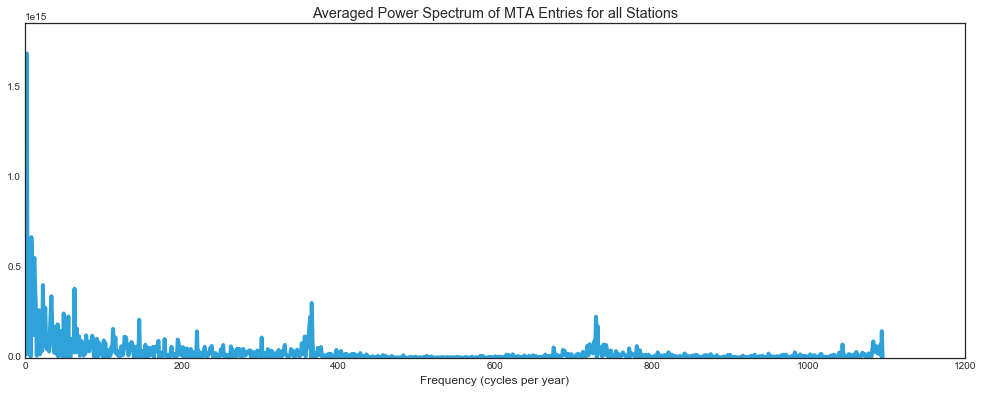 Averaged Power Spectrum of MTA Entries for all Stations
1e15
1.5
1.0
0.5
0.0
0 200 400 600 800 1000 1200
Frequency (cycles per year)